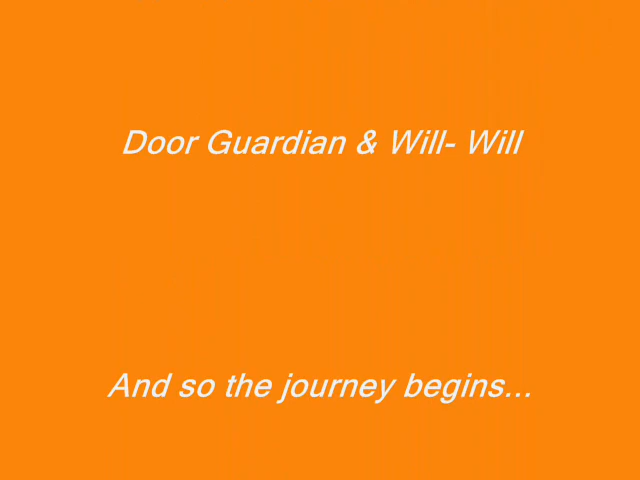 Door Guardian & Will- Will
And so the journey begins...